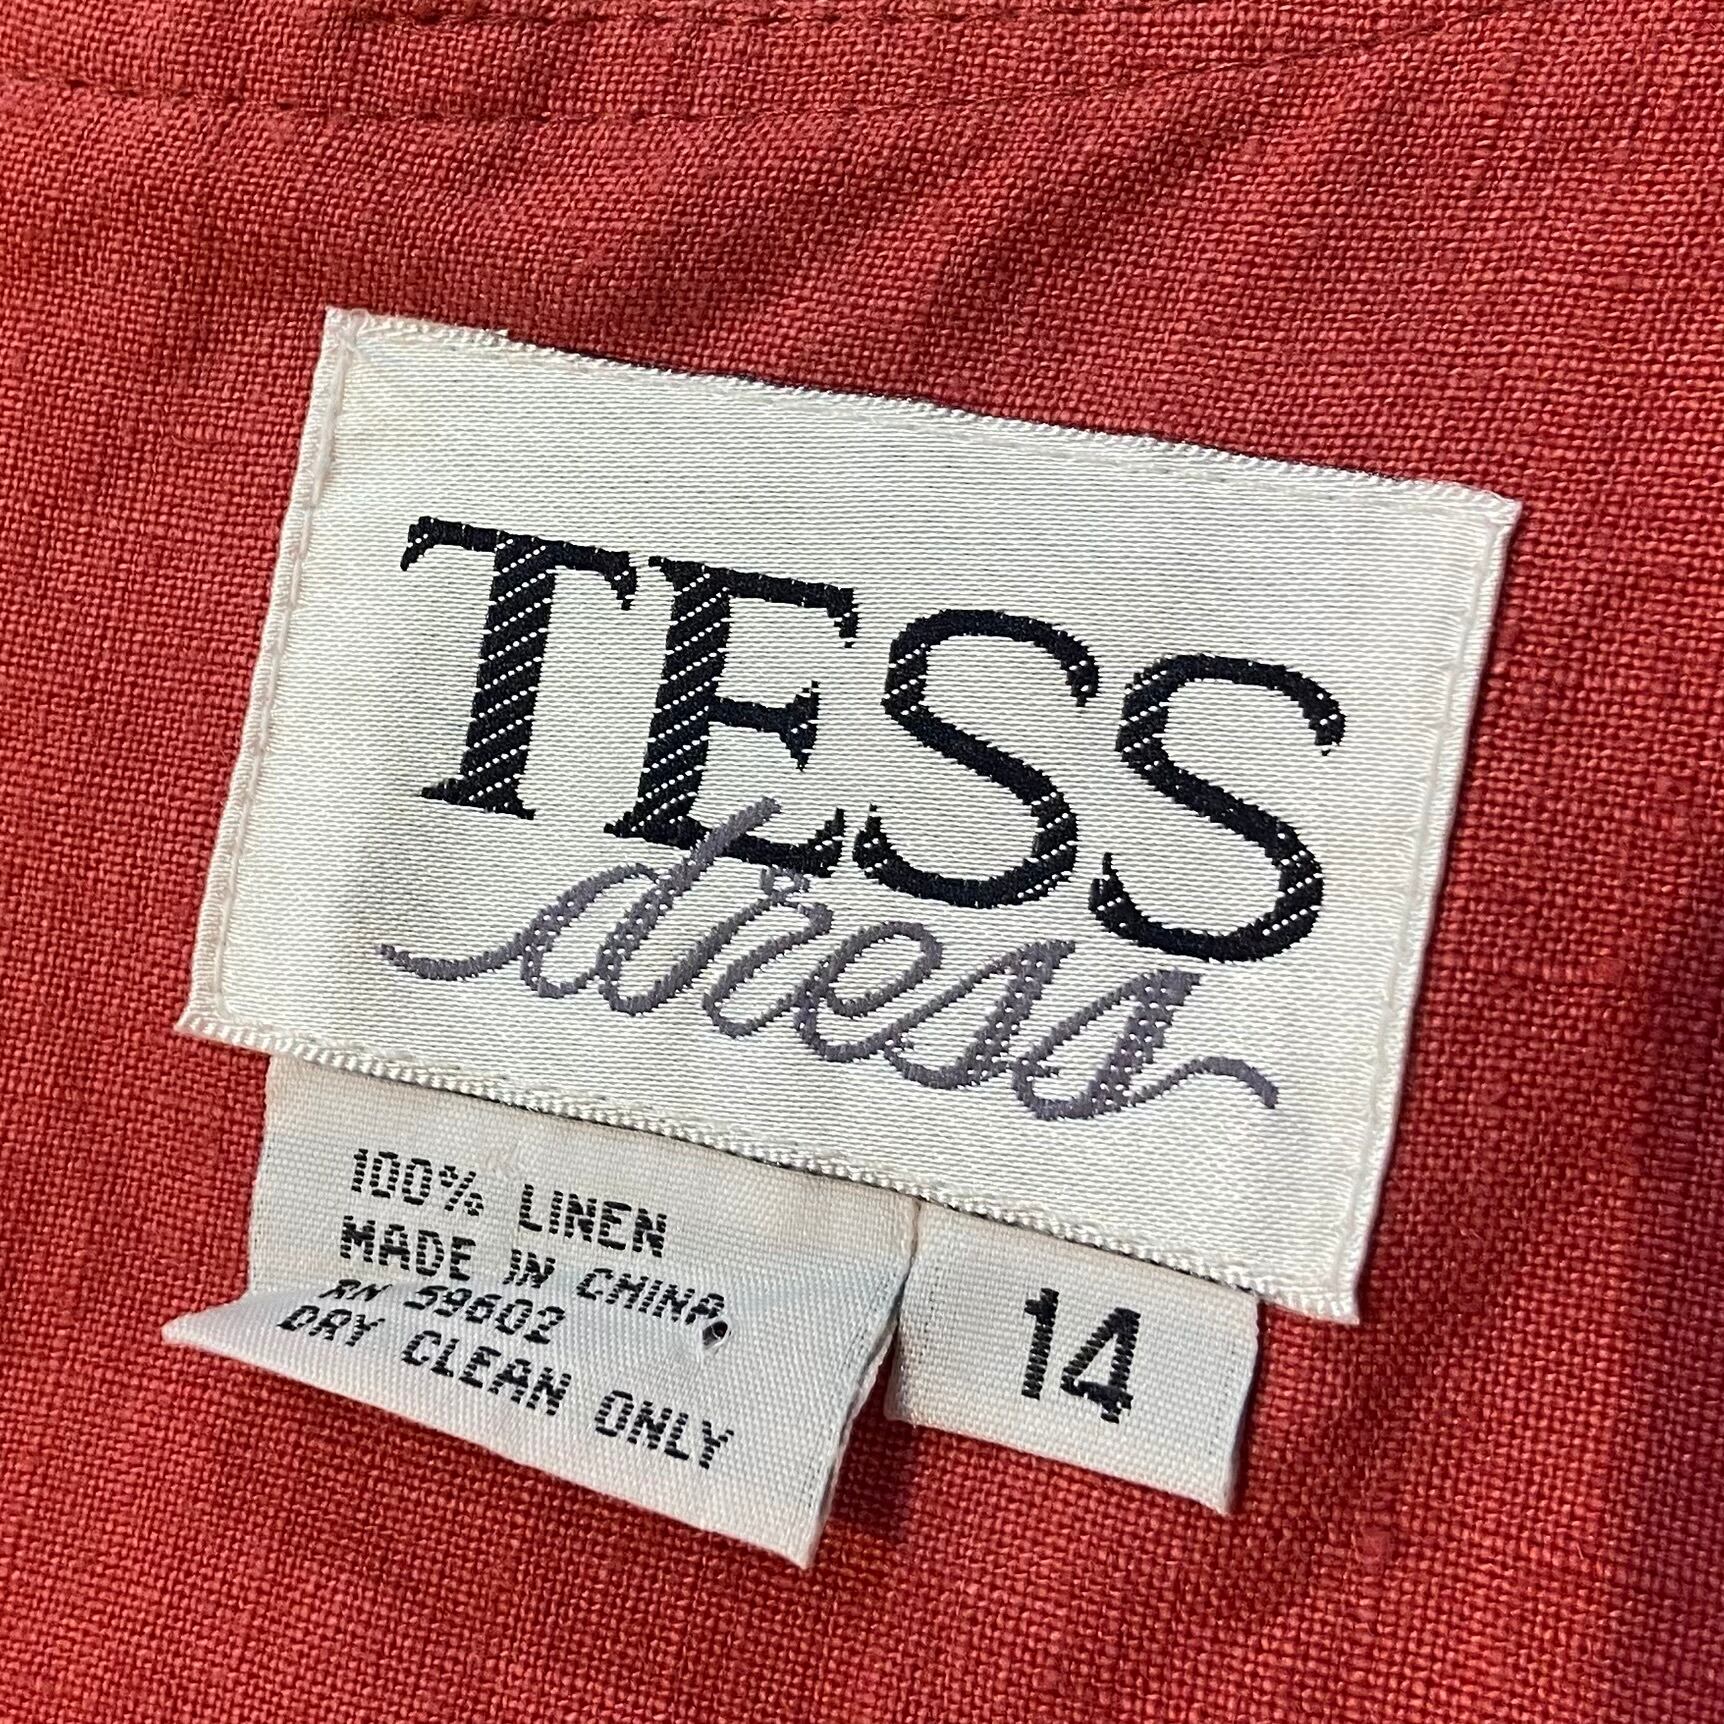 TESS
dress
100% LINEN
MADE IN CHINA
RN 59602
DRY CLEAN ONLY
14